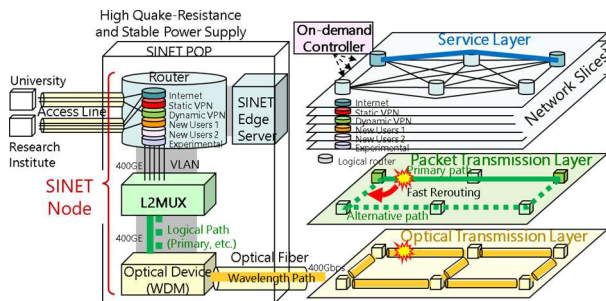 High Quake-Resistance
and Stable Power Supply
SINET POP
On-demand
Controller
Service Layer
Network Slices
University
Access Line
Research
Institute
Router
Internet
Static VPN
Dynamic VPN
New Users 1
New Users 2
Experimental
SINET
Edge
Server
Internet
Static VPN
Dynamic VPN
New Users 1
New Users 2
Experimental
Logical router
400GE
VLAN
SINET
Node
L2MUX
Packet Transmission Layer
Primary path
Fast Rerouting
Alternative path
400GE
Logical Path
(Primary, etc.)
Optical Device
(WDM)
Optical Fiber
Wavelength Path
400Gbps
Optical Transmission Layer